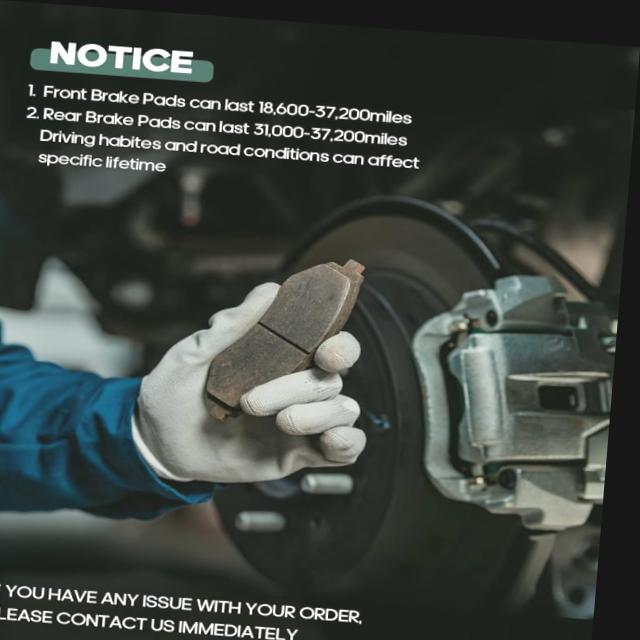 NOTICE
1. Front Brake Pads can last 18,600-37,200miles
2. Rear Brake Pads can last 31,000-37,200miles
Driving habites and road conditions can affect
specific lifetime
YOU HAVE ANY ISSUE WITH YOUR ORDER,
CONTACT US IMMEDIATELY